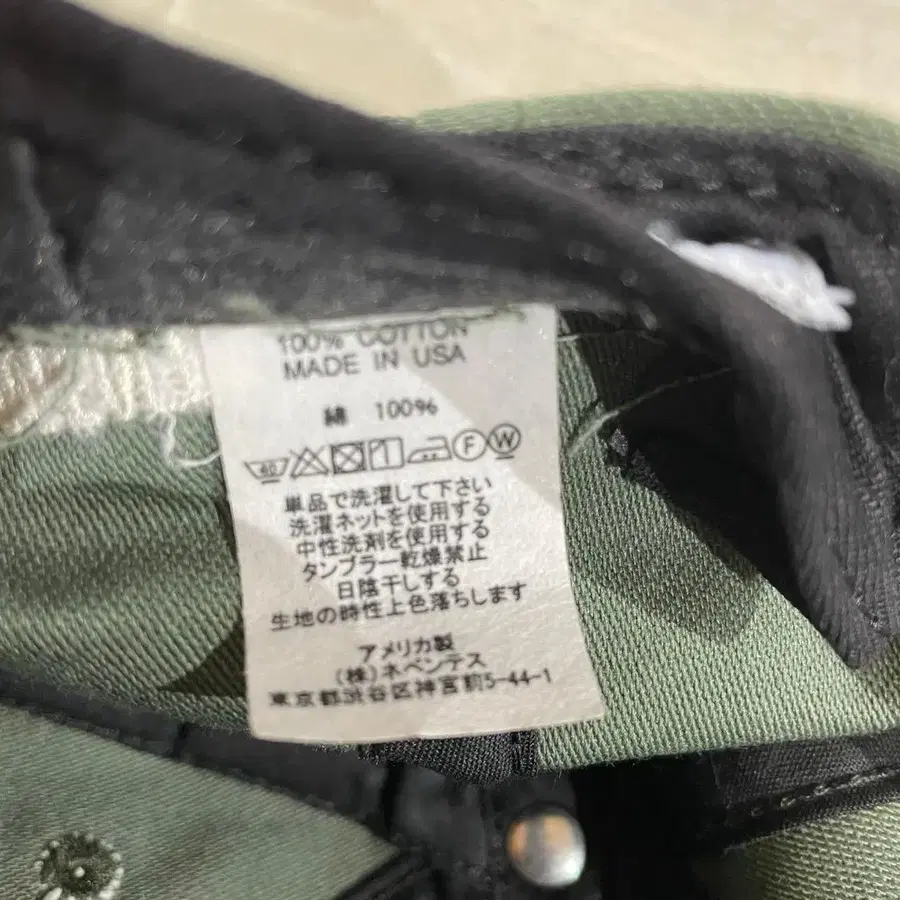 100% COTTON
MADE IN USA
綿 100%
40 F W
単品で洗濯して下さい
洗濯ネットを使用する
中性洗剤を使用する
タンブラー乾燥禁止
日陰干しする
生地の特性上色落ちします
アメリカ製
(株)ネペンテス
東京都渋谷区神宮前5-44-1